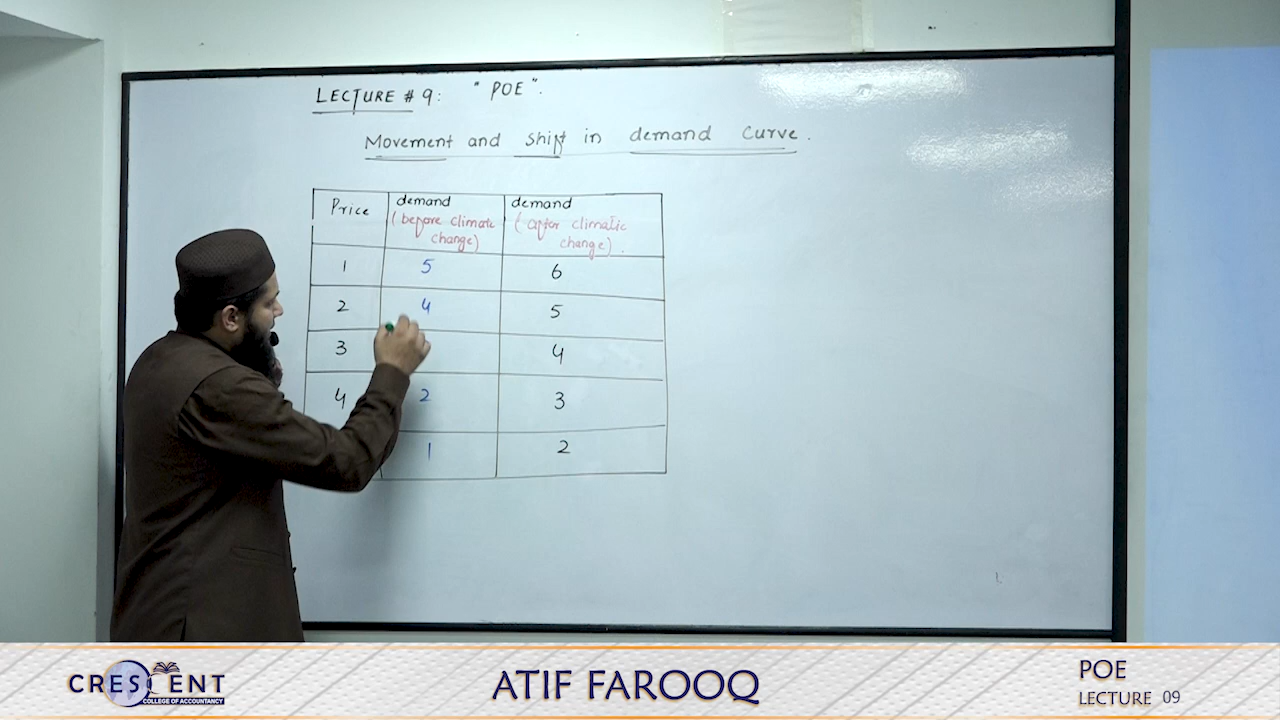 LECTURE # 9: "POE".
Movement and shift in demand Curve.
Price demand (before climate change) demand (after climatic change).
1 5 6
2 4 5
3 4
4 2 3
1 2
CRESCENT
COLLEGE OF ACCOUNTANCY
ATIF FAROOQ
POE
LECTURE 09